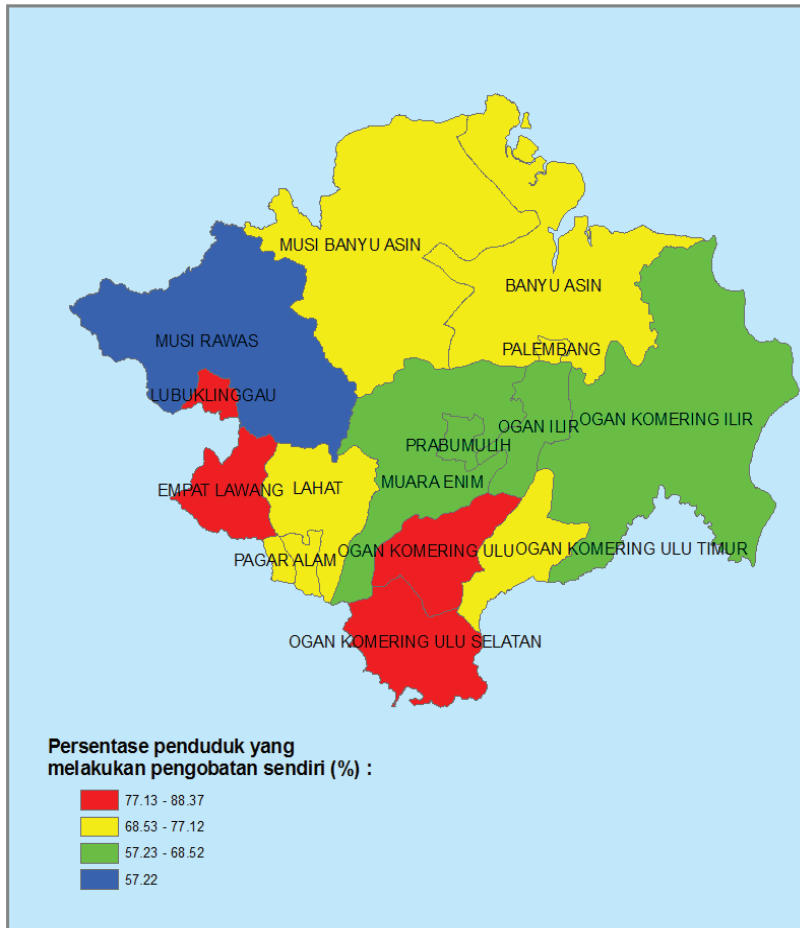 MUSI BANYU ASIN
BANYU ASIN
MUSI RAWAS
PALEMBANG
LUBUKLINGGAU
OGAN ILIR
OGAN KOMERING ILIR
PRABUMULIH
EMPAT LAWANG
LAHAT
MUARA ENIM
PAGAR ALAM
OGAN KOMERING ULU
OGAN KOMERING ULU TIMUR
OGAN KOMERING ULU SELATAN
Persentase penduduk yang
melakukan pengobatan sendiri (%) :
77.13 - 88.37
68.53 - 77.12
57.23 - 68.52
57.22